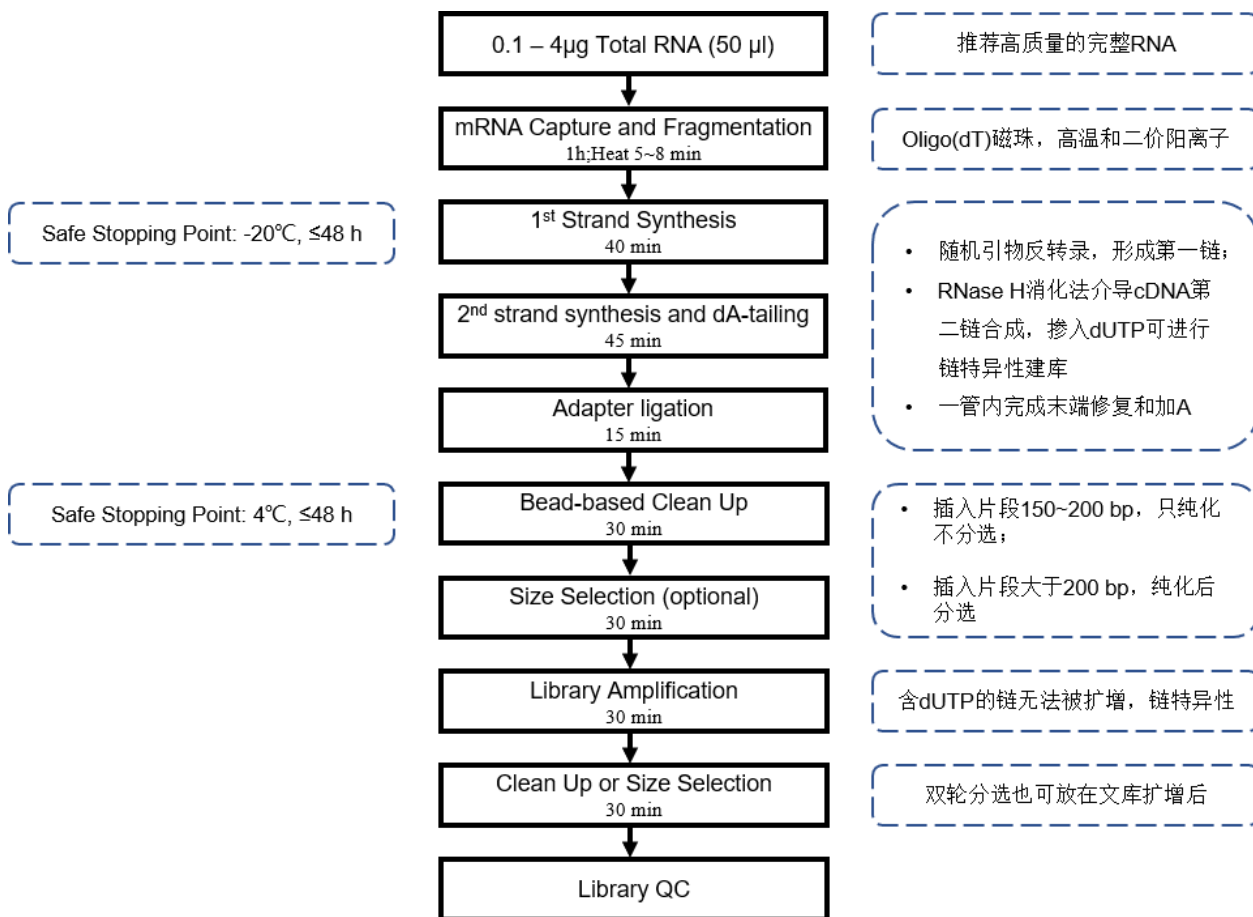 0.1 – 4μg Total RNA (50 μl)
推荐高质量的完整RNA
mRNA Capture and Fragmentation
1h;Heat 5~8 min
Oligo(dT)磁珠，高温和二价阳离子
Safe Stopping Point: -20℃, ≤48 h
1st Strand Synthesis
40 min
2nd strand synthesis and dA-tailing
45 min
Adapter ligation
15 min
• 随机引物反转录，形成第一链；
• RNase H消化法介导cDNA第
二链合成，掺入dUTP可进行
链特异性建库
• 一管内完成末端修复和加A
Safe Stopping Point: 4℃, ≤48 h
Bead-based Clean Up
30 min
Size Selection (optional)
30 min
• 插入片段150~200 bp，只纯化
不分选；
• 插入片段大于200 bp，纯化后
分选
Library Amplification
30 min
含dUTP的链无法被扩增，链特异性
Clean Up or Size Selection
30 min
双轮分选也可放在文库扩增后
Library QC